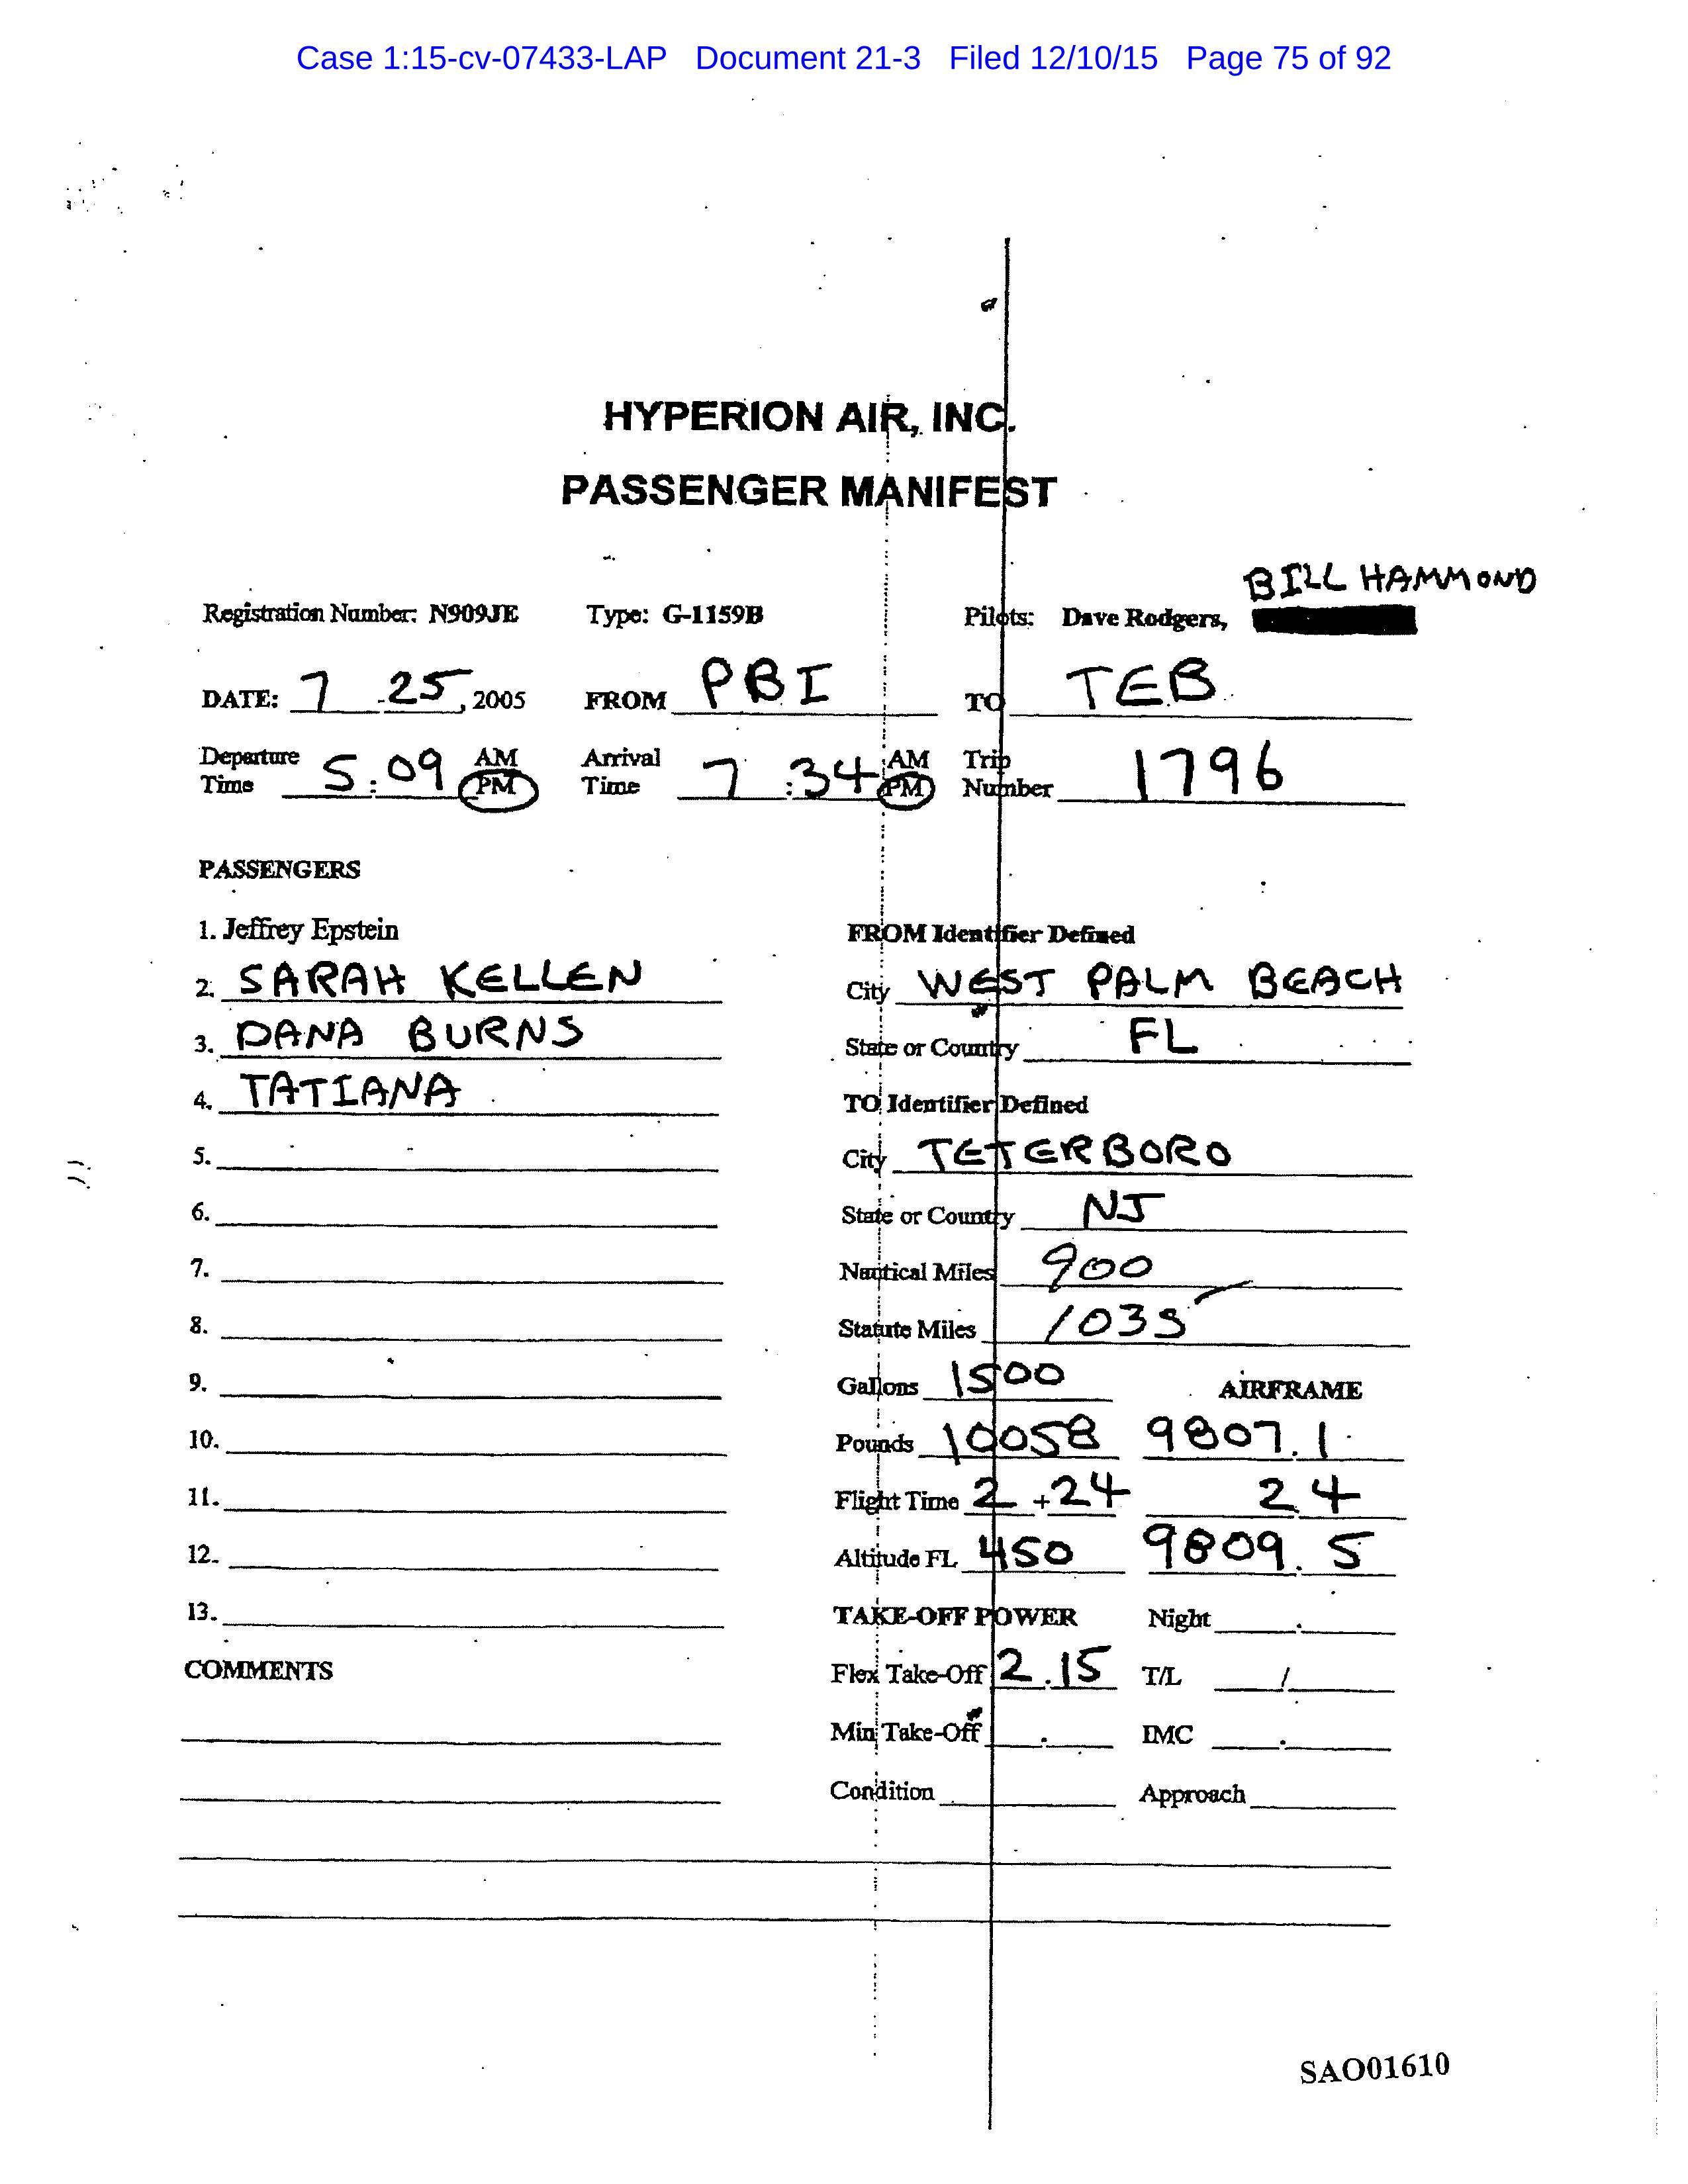 Case 1:15-cv-07433-LAP Document 21-3 Filed 12/10/15 Page 75 of 92
HYPERION AIR, INC.
PASSENGER MANIFEST
BILL HAMMOND
Registration Number: N909JE Type: G-1159B Pilots: Dave Rodgers,
DATE: 7 - 25, 2005 FROM PBI TO TEB
Departure Time 5:09 AM PM Arrival Time 7:34 AM PM Trip Number 1796
PASSENGERS
1. Jeffrey Epstein FROM Identifier Defined
2. SARAH KELLEN City WEST PALM BEACH
3. DANA BURNS State or Country FL
4. TATIANA TO Identifier Defined
5. City TETERBORO
6. State or Country NJ
7. Nautical Miles 900
8. Statute Miles 1035
9. Gallons 1500 AIRFRAME
10. Pounds 10058 9807.1
11. Flight Time 2 + 24 2.4
12. Altitude FL 450 9809.5
13. TAKE-OFF POWER Night .
COMMENTS Flex Take-Off 2.15 T/L /
Min Take-Off . IMC .
Condition Approach
SAO01610